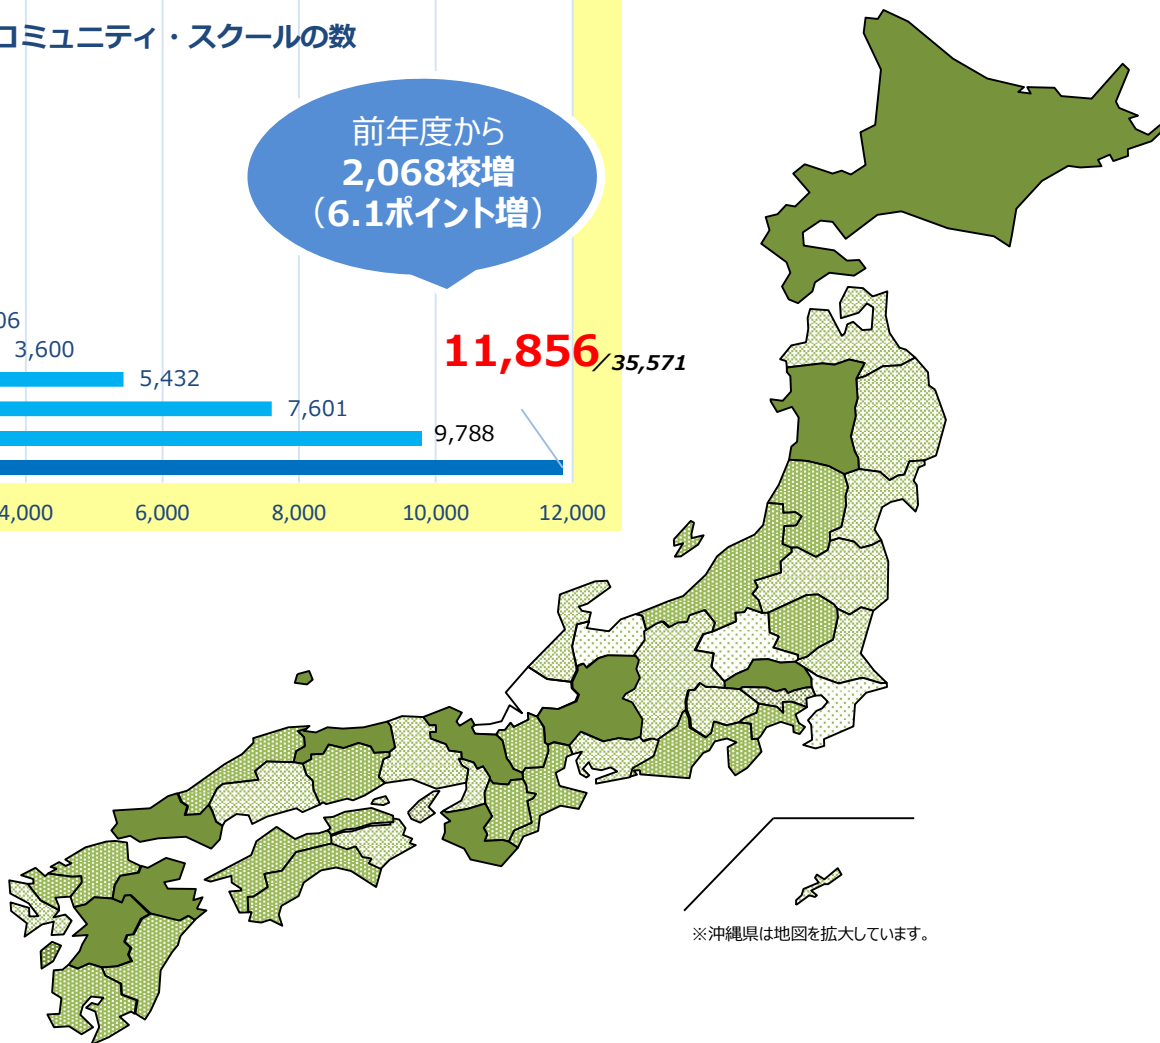 コミュニティ・スクールの数
前年度から
2,068校増
（6.1ポイント増）
06
3,600
11,856／35,571
5,432
7,601
9,788
4,000 6,000 8,000 10,000 12,000
※沖縄県は地図を拡大しています。